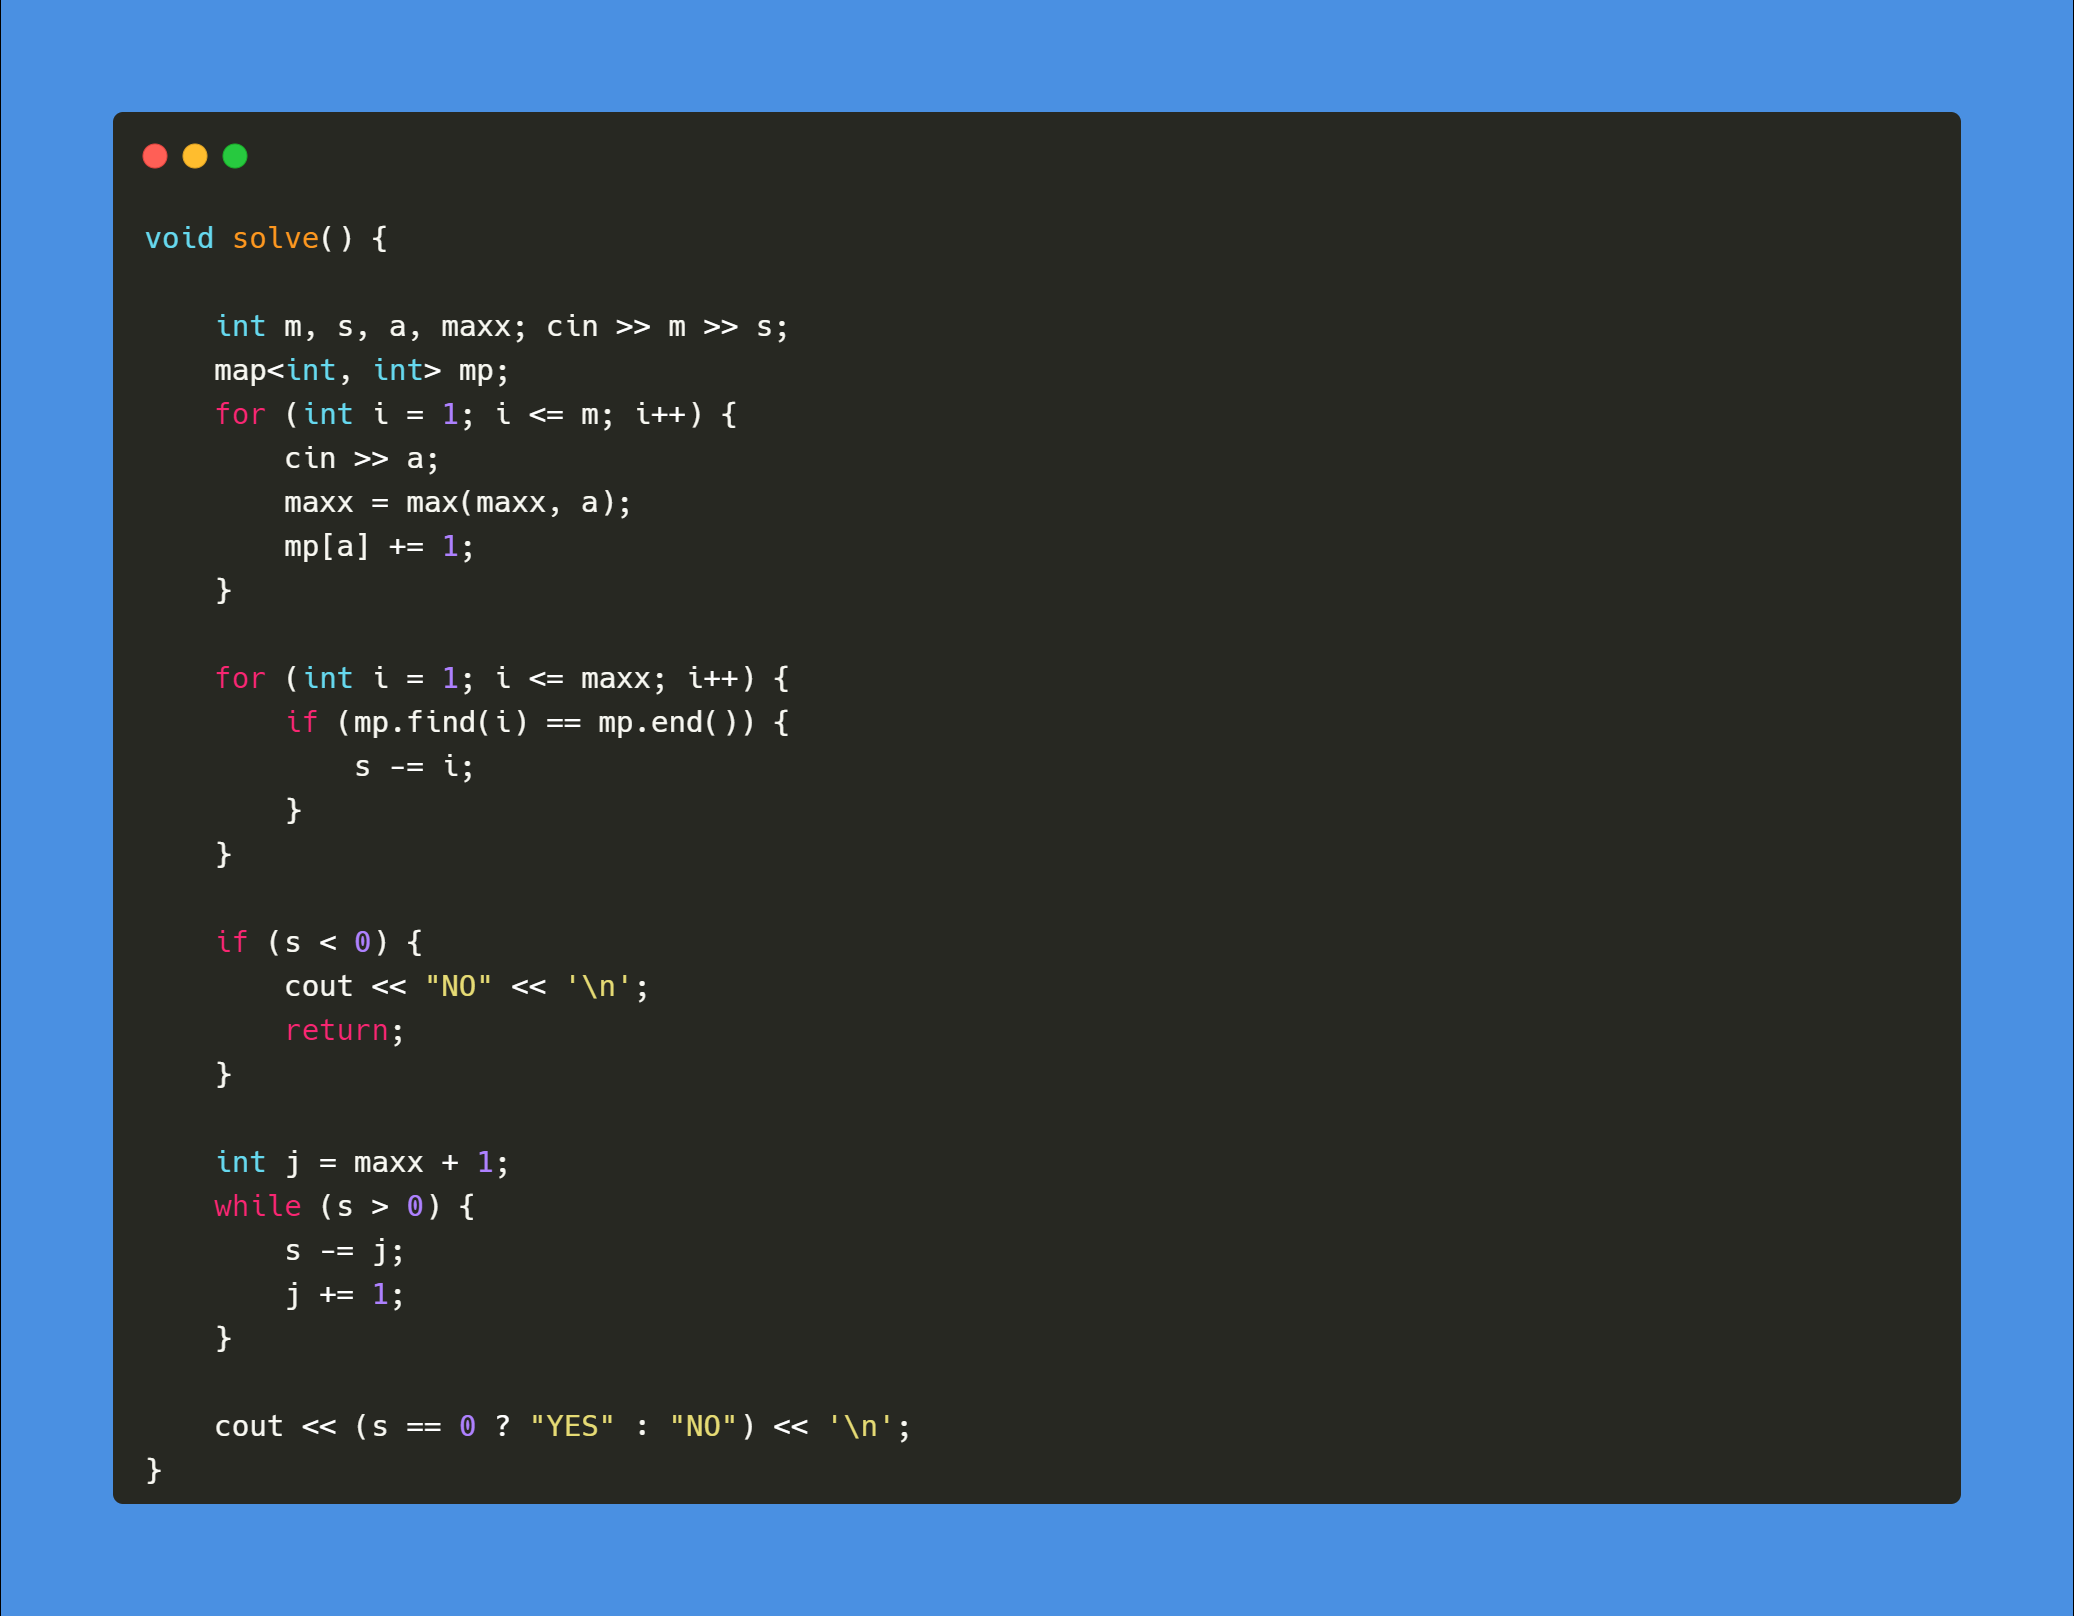 void solve() {
    int m, s, a, maxx; cin >> m >> s;
    map<int, int> mp;
    for (int i = 1; i <= m; i++) {
        cin >> a;
        maxx = max(maxx, a);
        mp[a] += 1;
    }
    for (int i = 1; i <= maxx; i++) {
        if (mp.find(i) == mp.end()) {
            s -= i;
        }
    }
    if (s < 0) {
        cout << "NO" << '\n';
        return;
    }
    int j = maxx + 1;
    while (s > 0) {
        s -= j;
        j += 1;
    }
    cout << (s == 0 ? "YES" : "NO") << '\n';
}